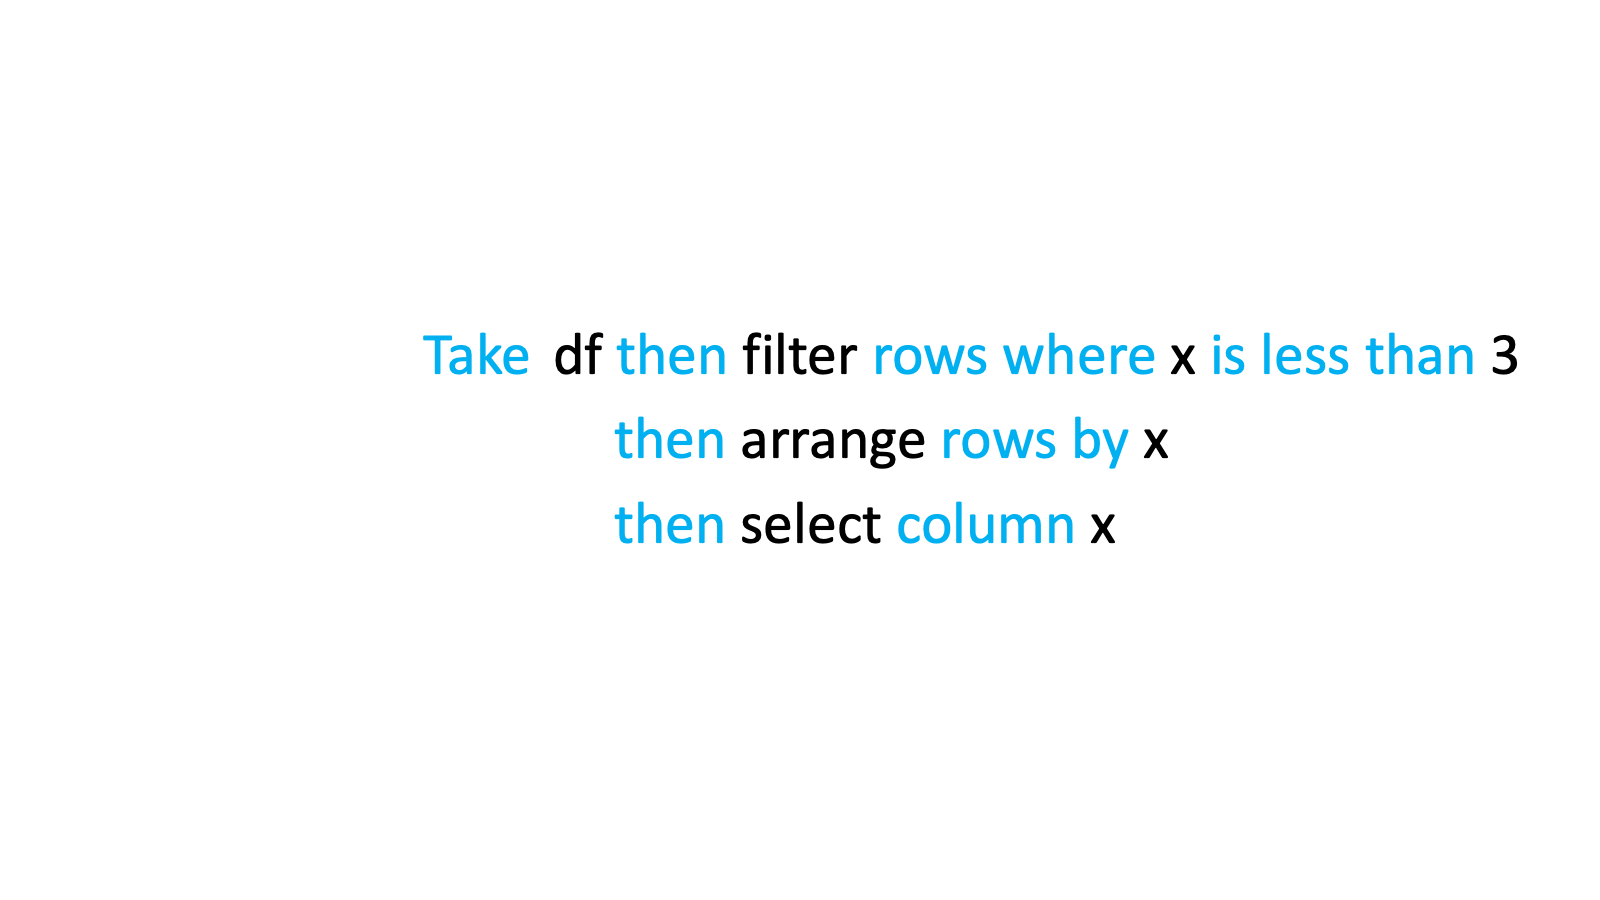 Take df then filter rows where x is less than 3
then arrange rows by x
then select column x